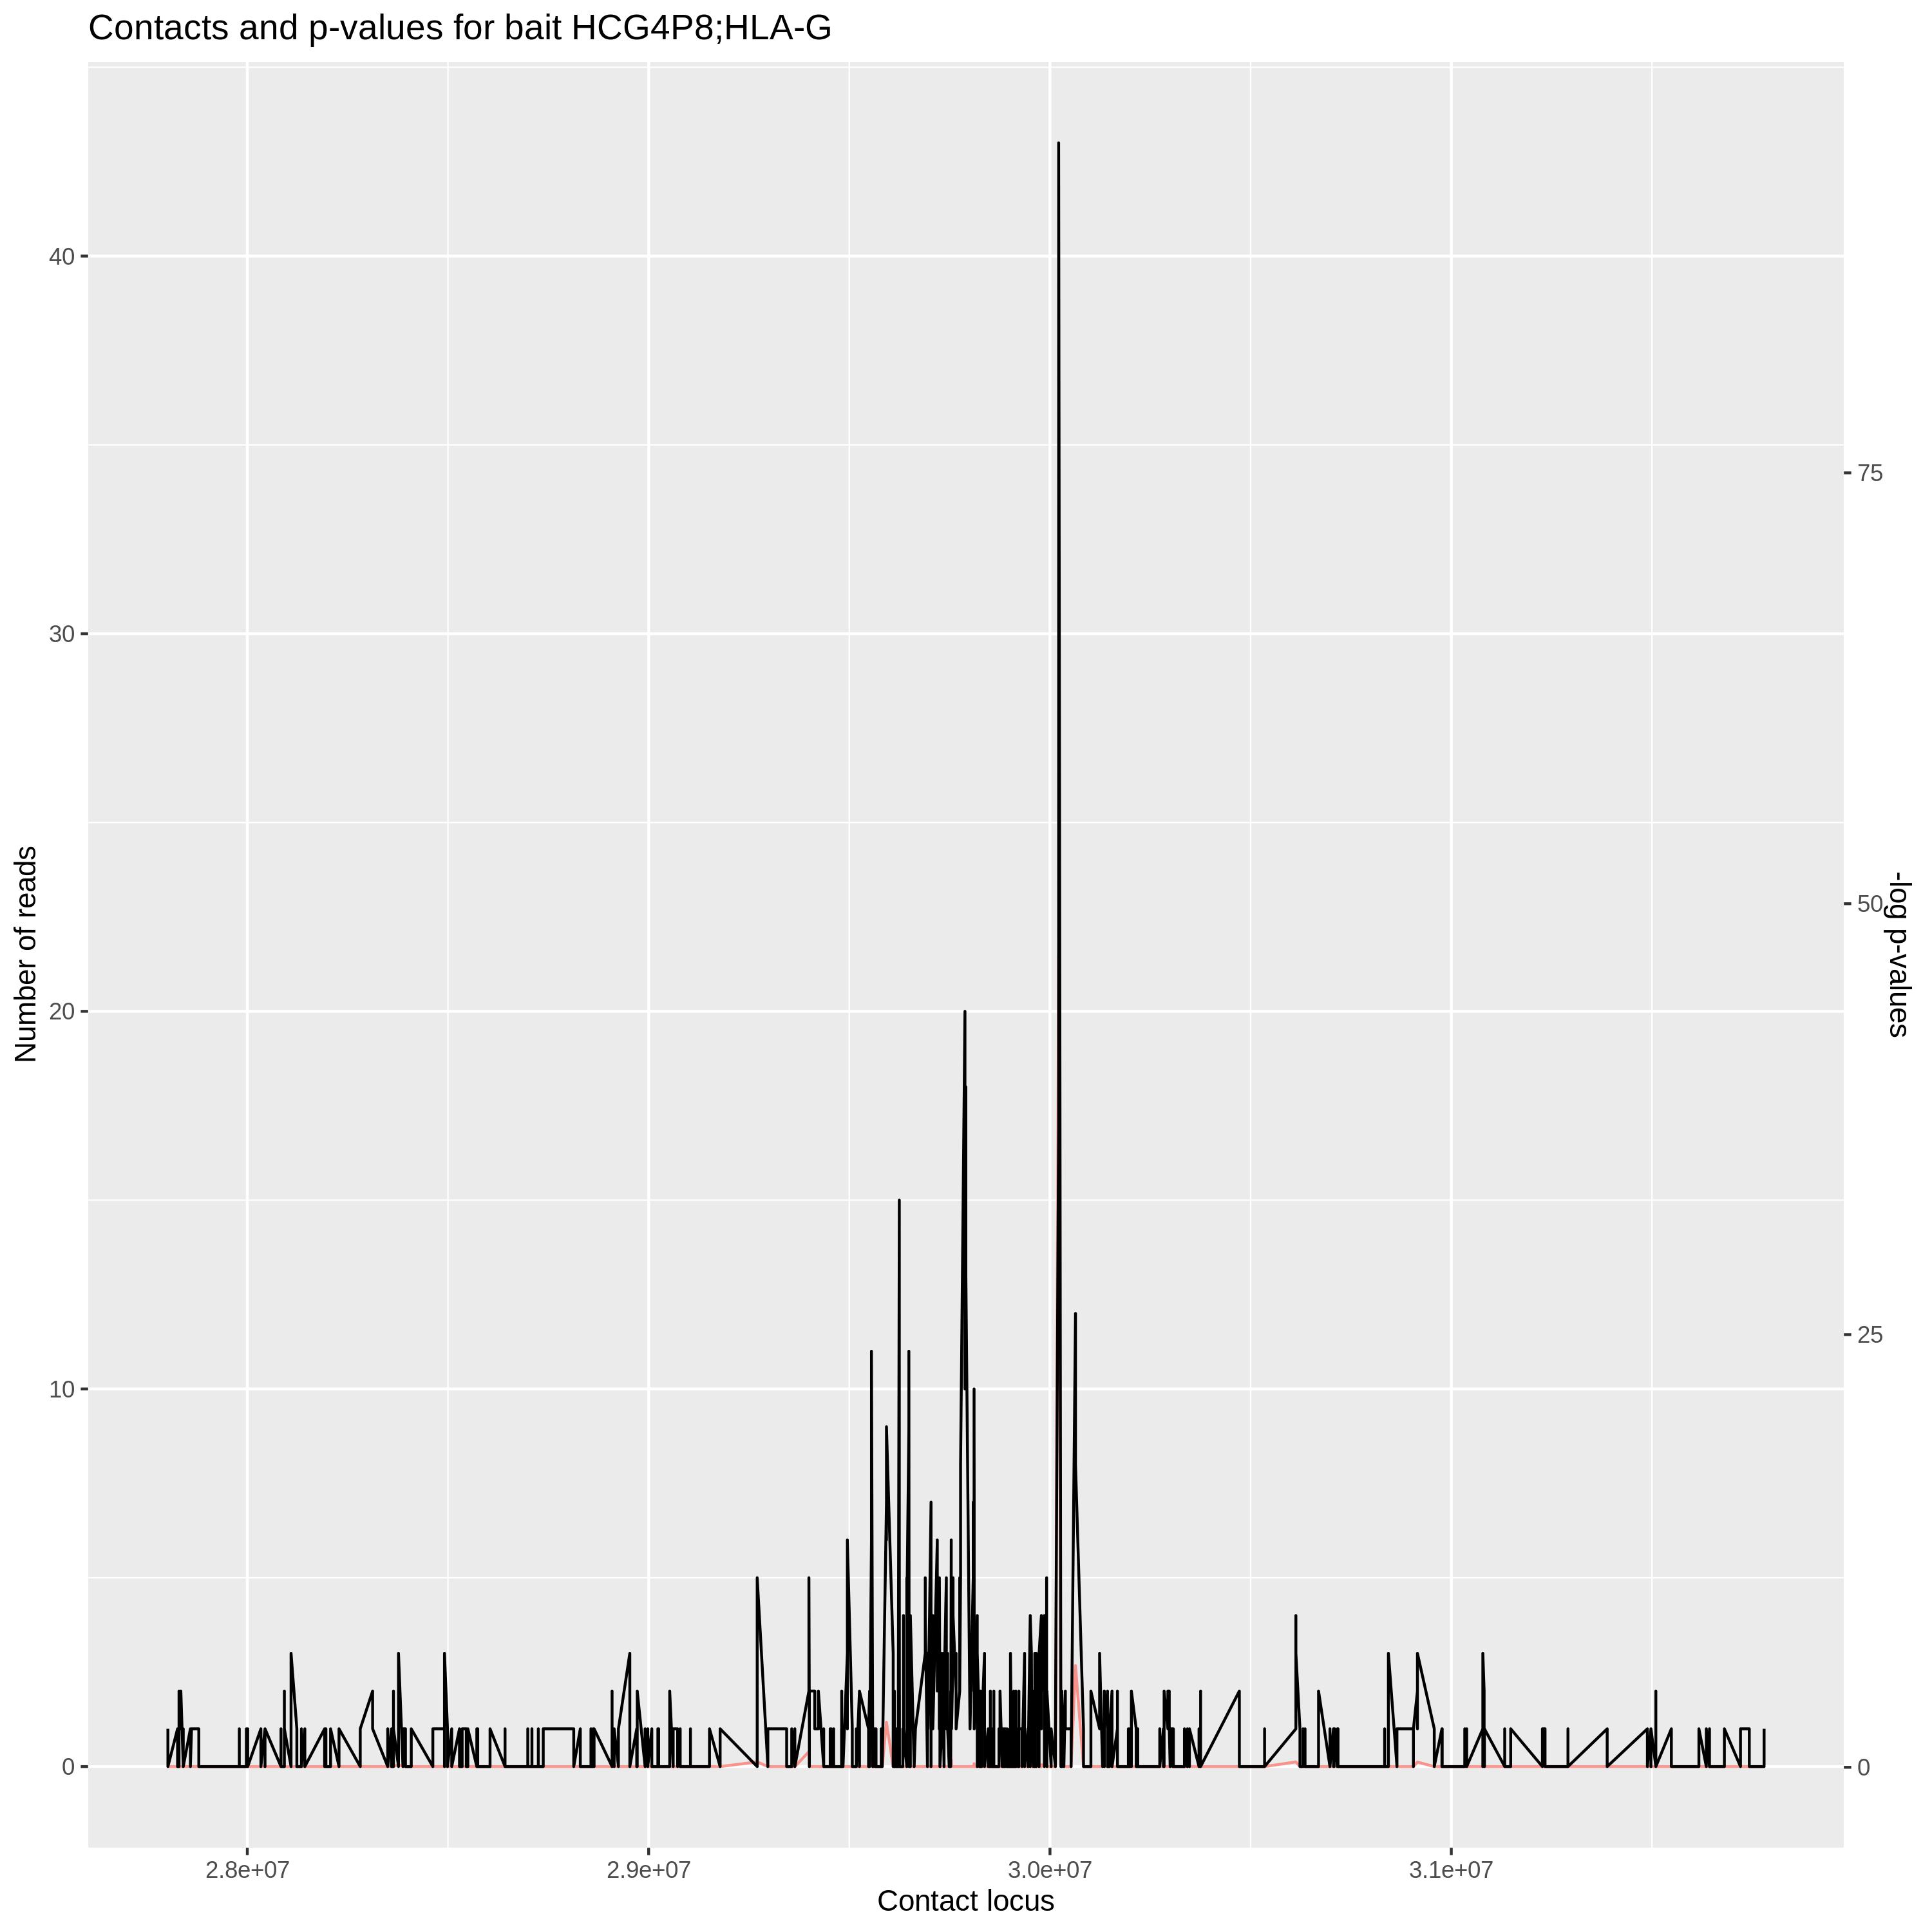 Contacts and p-values for bait HCG4P8;HLA-G
40
30
20
10
0
Number of reads
75
50
25
0
-log p-values
2.8e+07
2.9e+07
3.0e+07
3.1e+07
Contact locus